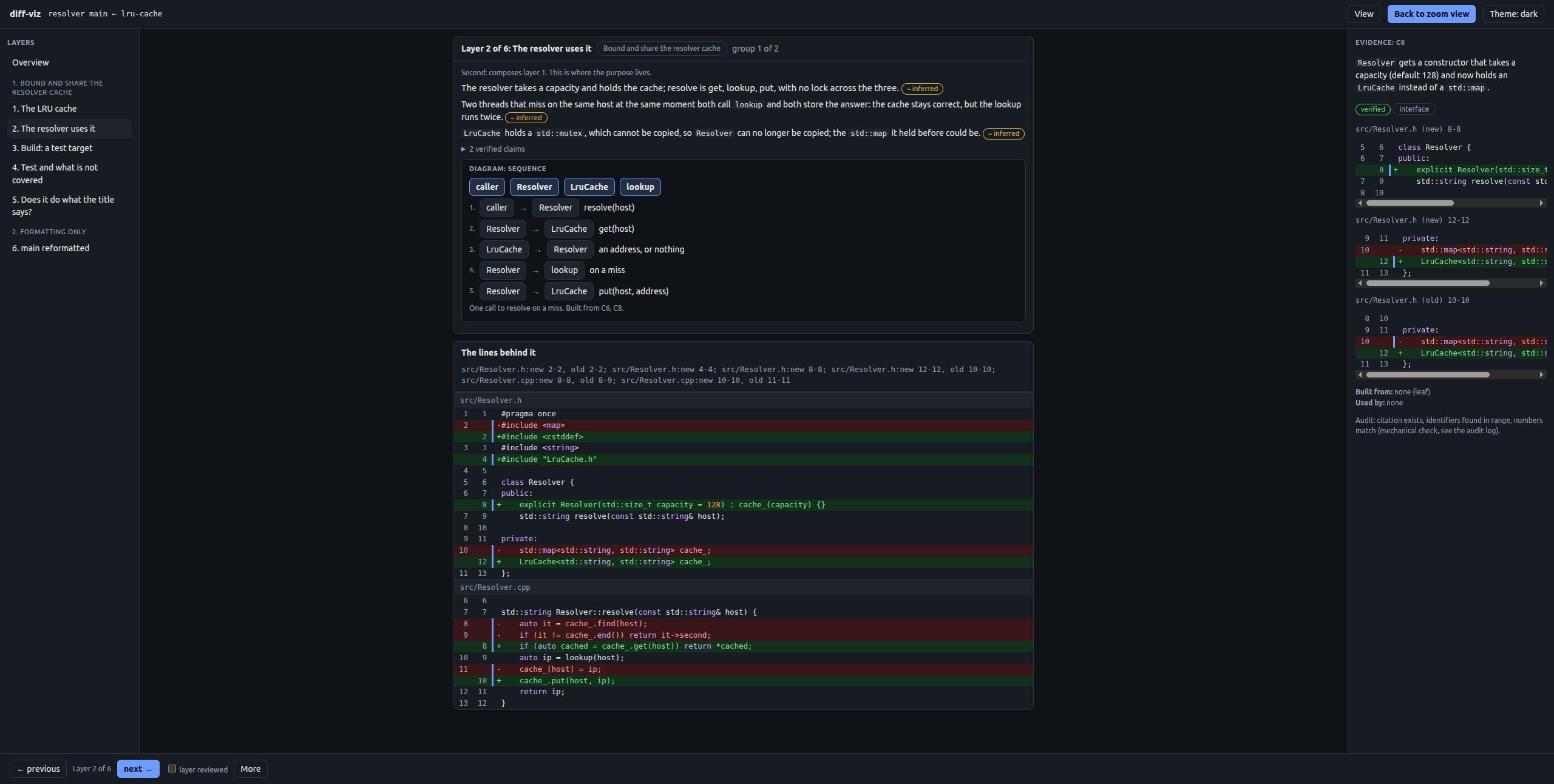 diff-viz resolver main ← lru-cache
View
Back to zoom view
Theme: dark
LAYERS
Overview
1. BOUND AND SHARE THE
RESOLVER CACHE
1. The LRU cache
2. The resolver uses it
3. Build: a test target
4. Test and what is not
covered
5. Does it do what the title
says?
2. FORMATTING ONLY
6. main reformatted
Layer 2 of 6: The resolver uses it Bound and share the resolver cache group 1 of 2
Second: composes layer 1. This is where the purpose lives.
The resolver takes a capacity and holds the cache; resolve is get, lookup, put, with no lock across the three. ~ inferred
Two threads that miss on the same host at the same moment both call lookup and both store the answer: the cache stays correct, but the lookup
runs twice. ~ inferred
LruCache holds a std::mutex, which cannot be copied, so Resolver can no longer be copied; the std::map it held before could be. ~ inferred
▶ 2 verified claims
DIAGRAM: SEQUENCE
caller Resolver LruCache lookup
1. caller → Resolver resolve(host)
2. Resolver → LruCache get(host)
3. LruCache → Resolver an address, or nothing
4. Resolver → lookup on a miss
5. Resolver → LruCache put(host, address)
One call to resolve on a miss. Built from C6, C8.
The lines behind it
src/Resolver.h:new 2-2, old 2-2; src/Resolver.h:new 4-4; src/Resolver.h:new 8-8; src/Resolver.h:new 12-12, old 10-10;
src/Resolver.cpp:new 8-8, old 8-9; src/Resolver.cpp:new 10-10, old 11-11
src/Resolver.h
1 1 #pragma once
2 -#include <map>
2 +#include <cstddef>
3 3 #include <string>
4 +#include "LruCache.h"
4 5
5 6 class Resolver {
6 7 public:
8 + explicit Resolver(std::size_t capacity = 128) : cache_(capacity) {}
7 9 std::string resolve(const std::string& host);
8 10
9 11 private:
10 - std::map<std::string, std::string> cache_;
12 + LruCache<std::string, std::string> cache_;
11 13 };
src/Resolver.cpp
6 6
7 7 std::string Resolver::resolve(const std::string& host) {
8 - auto it = cache_.find(host);
9 - if (it != cache_.end()) return it->second;
8 + if (auto cached = cache_.get(host)) return *cached;
10 9 auto ip = lookup(host);
11 - cache_[host] = ip;
10 + cache_.put(host, ip);
12 11 return ip;
13 12 }
EVIDENCE: C8
Resolver gets a constructor that takes a
capacity (default 128) and now holds an
LruCache instead of a std::map.
verified interface
src/Resolver.h (new) 8-8
5 6 class Resolver {
6 7 public:
8 + explicit Resolver(std::size_t
7 9 std::string resolve(const std
8 10
src/Resolver.h (new) 12-12
9 11 private:
10 - std::map<std::string, std::s
12 + LruCache<std::string, std::s
11 13 };
src/Resolver.h (old) 10-10
8 10
9 11 private:
10 - std::map<std::string, std::s
12 + LruCache<std::string, std::s
11 13 };
Built from: none (leaf)
Used by: none
Audit: citation exists, identifiers found in range, numbers
match (mechanical check, see the audit log).
← previous Layer 2 of 6 next → layer reviewed More